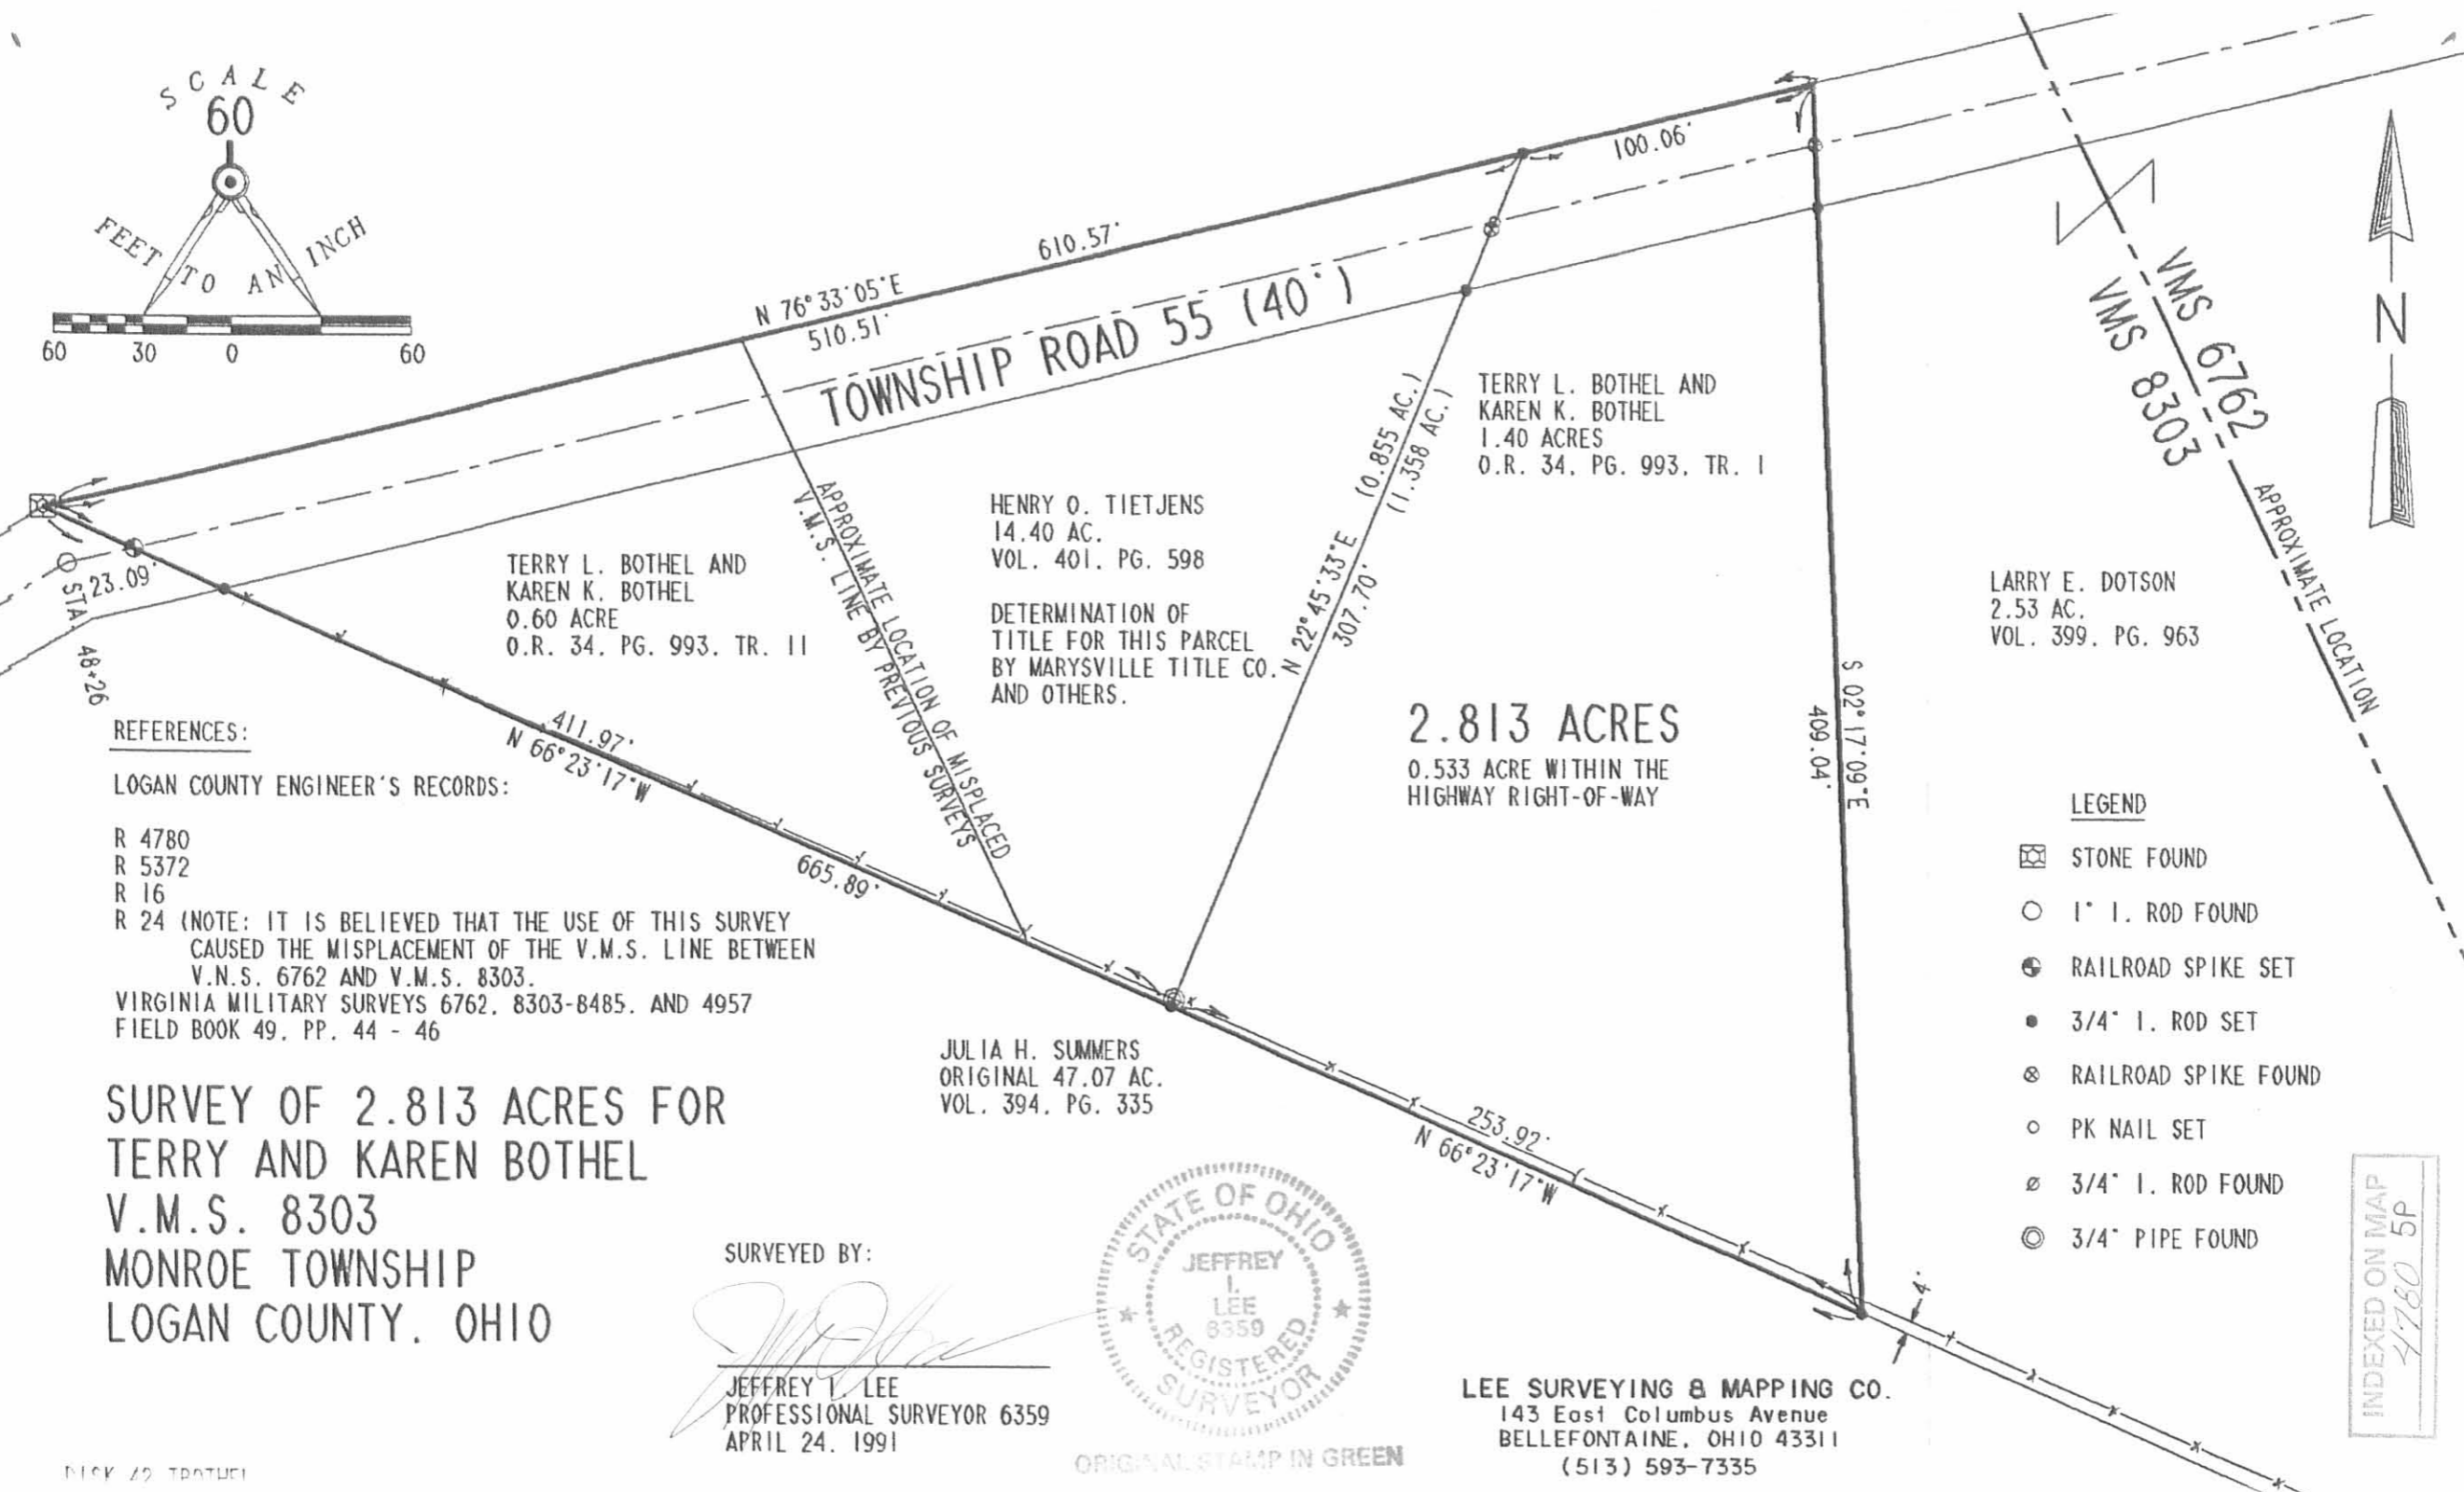 SCALE
60
FEET TO AN INCH
60 30 0 60
N 76°33'05"E
610.57'
510.51'
100.06'
TOWNSHIP ROAD 55 (40')
VMS 6762
VMS 8303
APPROXIMATE LOCATION
N
23.09'
STA. 48+26
TERRY L. BOTHEL AND
KAREN K. BOTHEL
0.60 ACRE
O.R. 34, PG. 993, TR. II
APPROXIMATE LOCATION OF MISPLACED
V.M.S. LINE BY PREVIOUS SURVEYS
HENRY O. TIETJENS
14.40 AC.
VOL. 401, PG. 598
DETERMINATION OF
TITLE FOR THIS PARCEL
BY MARYSVILLE TITLE CO.
AND OTHERS.
(0.855 AC.)
(1.358 AC.)
N 22°45'33"E
307.70'
TERRY L. BOTHEL AND
KAREN K. BOTHEL
1.40 ACRES
O.R. 34, PG. 993, TR. I
LARRY E. DOTSON
2.53 AC.
VOL. 399, PG. 963
2.813 ACRES
0.533 ACRE WITHIN THE
HIGHWAY RIGHT-OF-WAY
S 02°17'09"E
409.04'
411.97'
N 66°23'17"W
665.89'
253.92'
N 66°23'17"W
4'
REFERENCES:
LOGAN COUNTY ENGINEER'S RECORDS:
R 4780
R 5372
R 16
R 24 (NOTE: IT IS BELIEVED THAT THE USE OF THIS SURVEY
CAUSED THE MISPLACEMENT OF THE V.M.S. LINE BETWEEN
V.N.S. 6762 AND V.M.S. 8303.
VIRGINIA MILITARY SURVEYS 6762, 8303-8485, AND 4957
FIELD BOOK 49, PP. 44 - 46
JULIA H. SUMMERS
ORIGINAL 47.07 AC.
VOL. 394, PG. 335
LEGEND
STONE FOUND
1" I. ROD FOUND
RAILROAD SPIKE SET
3/4" I. ROD SET
RAILROAD SPIKE FOUND
PK NAIL SET
3/4" I. ROD FOUND
3/4" PIPE FOUND
SURVEY OF 2.813 ACRES FOR
TERRY AND KAREN BOTHEL
V.M.S. 8303
MONROE TOWNSHIP
LOGAN COUNTY, OHIO
SURVEYED BY:
JEFFREY I. LEE
PROFESSIONAL SURVEYOR 6359
APRIL 24, 1991
STATE OF OHIO
JEFFREY
I.
LEE
6359
REGISTERED
SURVEYOR
ORIGINAL STAMP IN GREEN
LEE SURVEYING & MAPPING CO.
143 East Columbus Avenue
BELLEFONTAINE, OHIO 43311
(513) 593-7335
INDEXED ON MAP
4780 5P
DISK